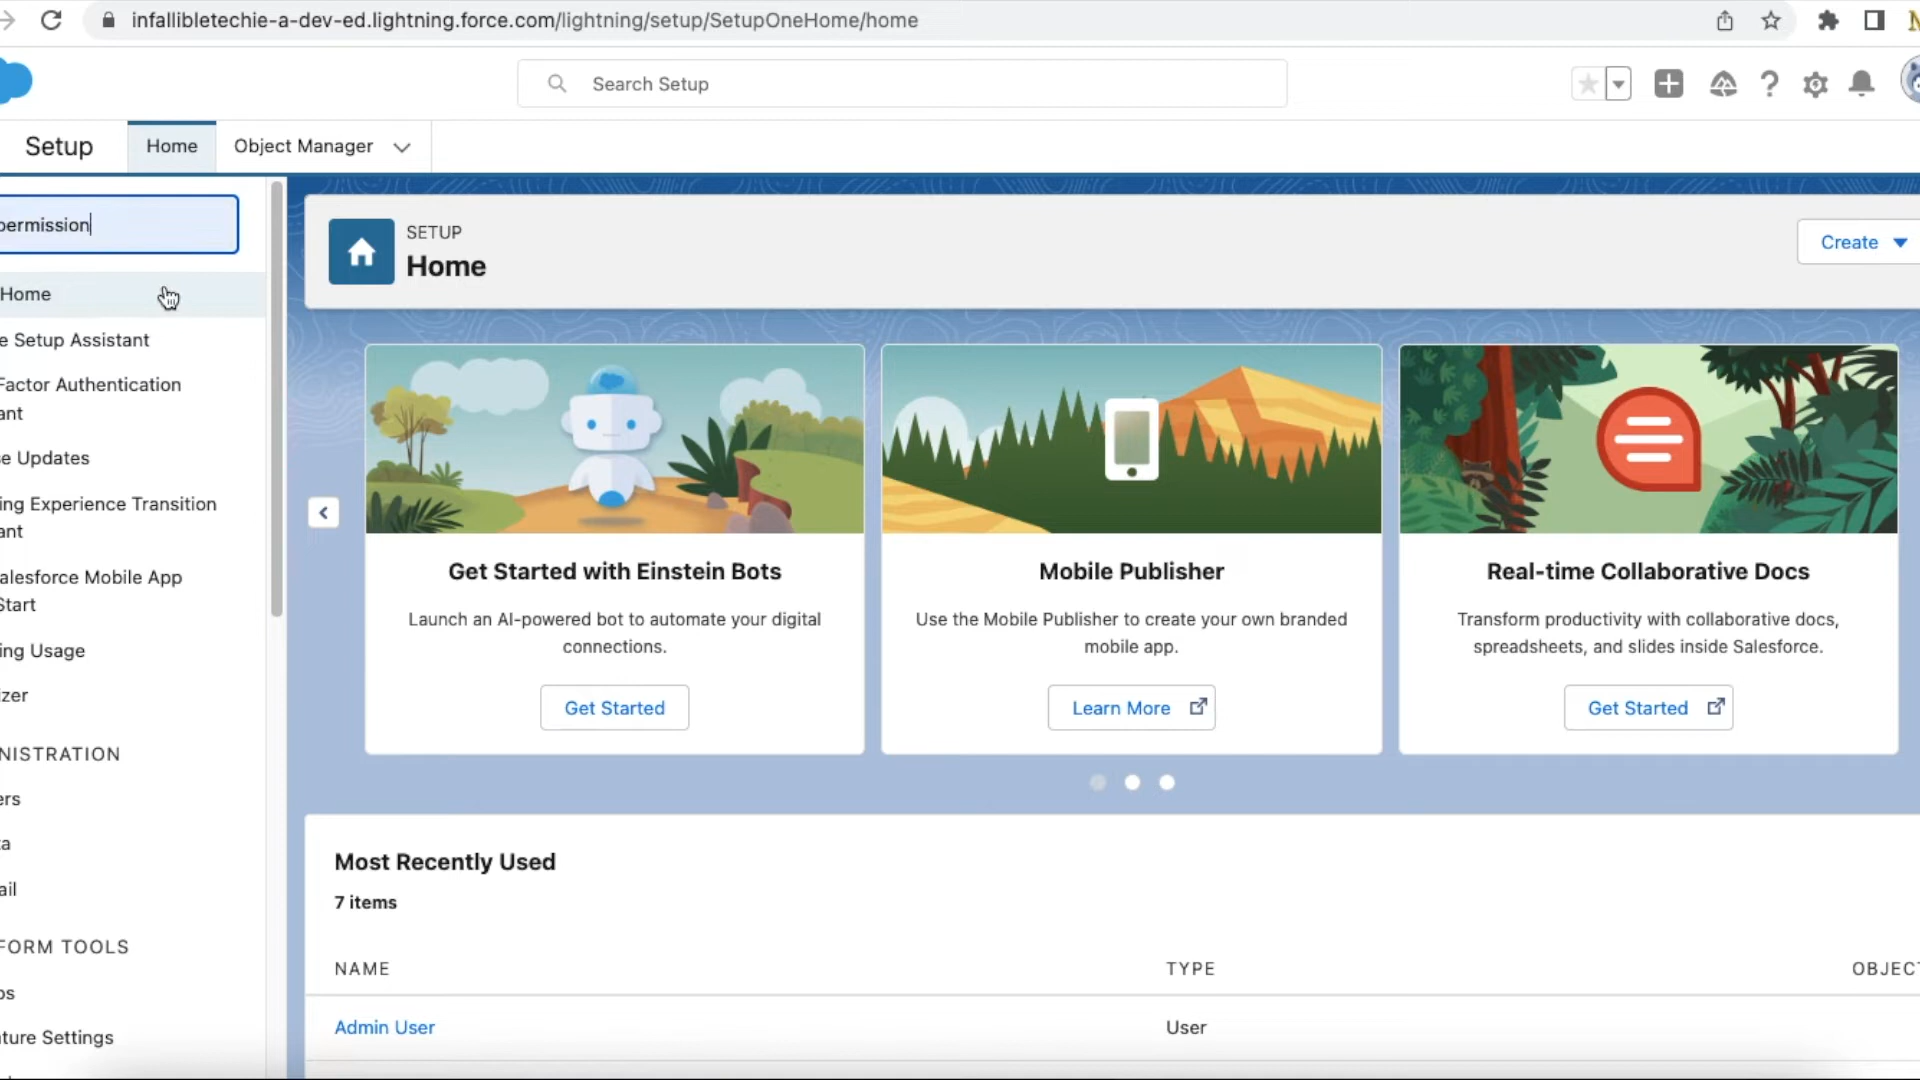 infallibletechie-a-dev-ed.lightning.force.com/lightning/setup/SetupOneHome/home
Search Setup
Setup Home Object Manager
permission
SETUP
Home
Create
Home
e Setup Assistant
Factor Authentication
ant
e Updates
ing Experience Transition
ant
alesforce Mobile App
Start
ing Usage
izer
NISTRATION
ers
ta
ail
FORM TOOLS
ps
ture Settings
Get Started with Einstein Bots
Launch an AI-powered bot to automate your digital
connections.
Get Started
Mobile Publisher
Use the Mobile Publisher to create your own branded
mobile app.
Learn More
Real-time Collaborative Docs
Transform productivity with collaborative docs,
spreadsheets, and slides inside Salesforce.
Get Started
Most Recently Used
7 items
NAME TYPE OBJECT
Admin User User